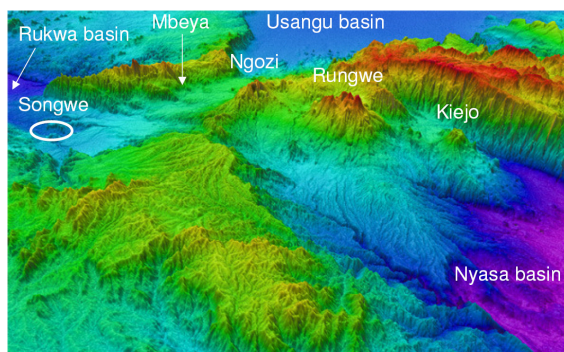 Mbeya
Usangu basin
Rukwa basin
Ngozi
Rungwe
Songwe
Kiejo
Nyasa basin